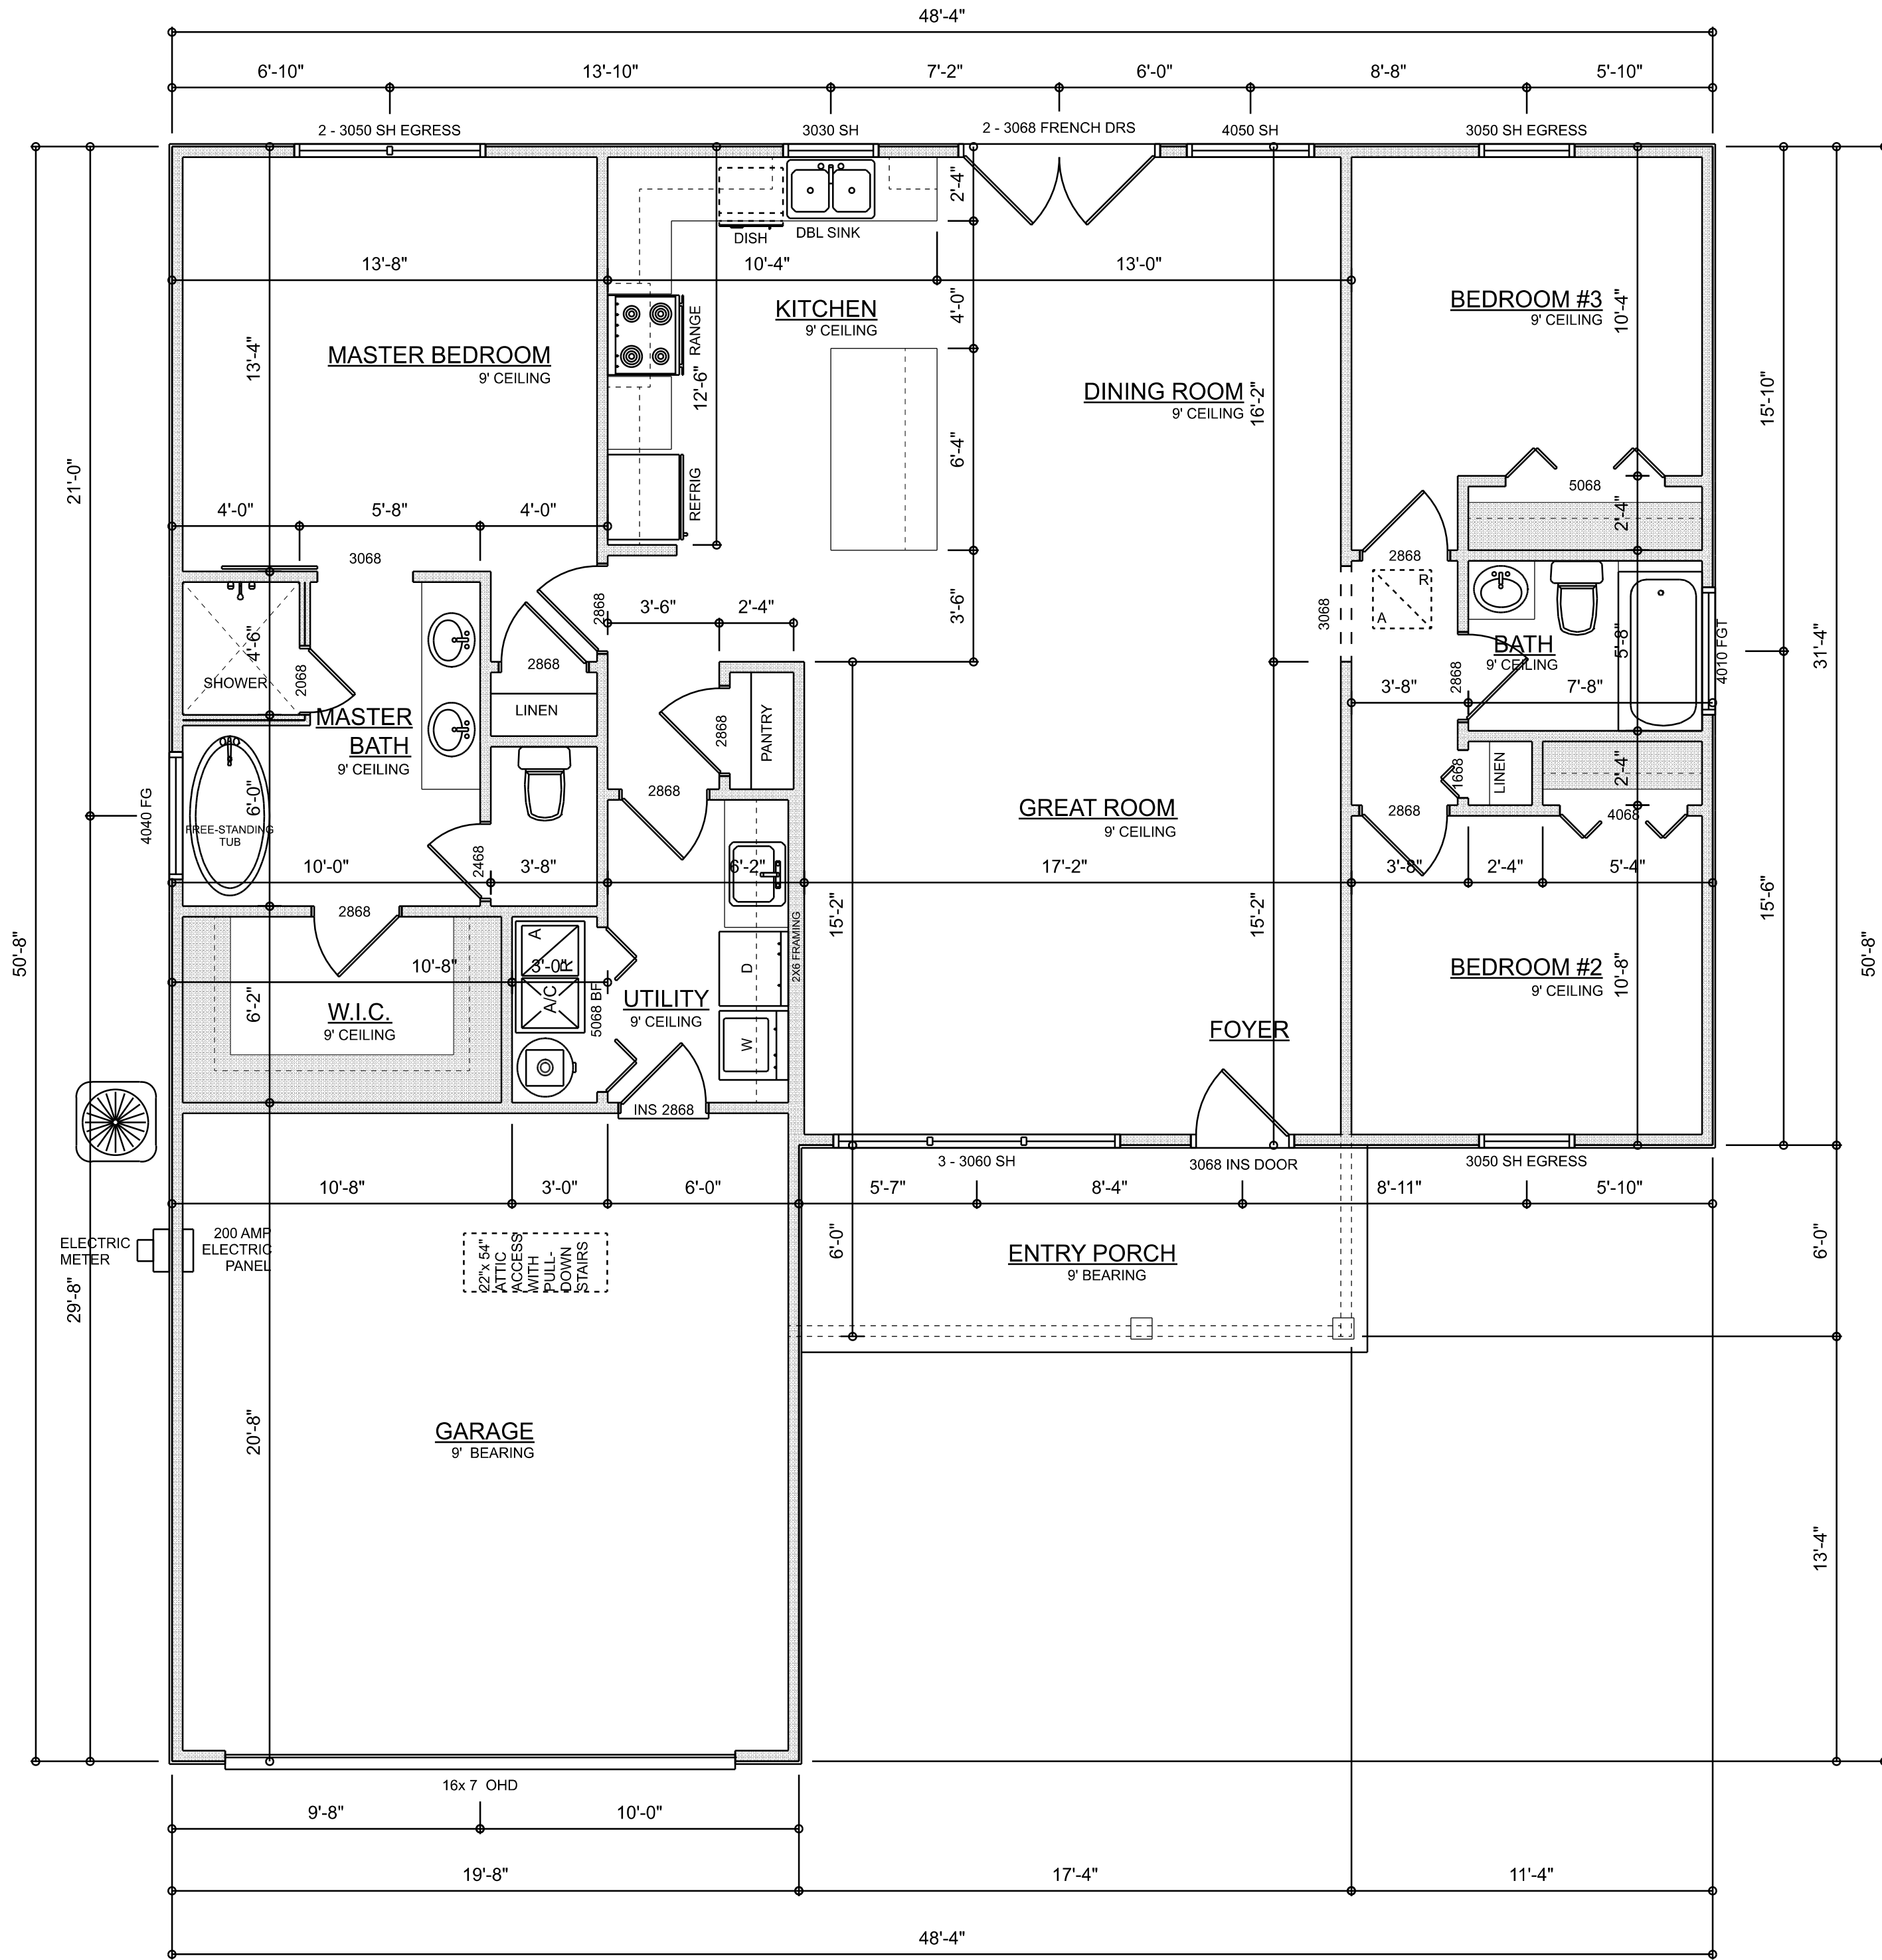 48'-4"
6'-10"
13'-10"
7'-2"
6'-0"
8'-8"
5'-10"
2 - 3050 SH EGRESS
3030 SH
2 - 3068 FRENCH DRS
4050 SH
3050 SH EGRESS
2'-4"
DISH
DBL SINK
13'-8"
10'-4"
13'-0"
KITCHEN
9' CEILING
4'-0"
BEDROOM #3
9' CEILING
10'-4"
RANGE
13'-4"
MASTER BEDROOM
9' CEILING
12'-6"
DINING ROOM
9' CEILING
16'-2"
15'-10"
6'-4"
21'-0"
REFRIG
5068
2'-4"
4'-0"
5'-8"
4'-0"
3068
2868
R
A
3068
2868
3'-6"
2'-4"
3'-6"
4'-6"
SHOWER
2068
2868
LINEN
BATH
9' CEILING
5'-8"
4010 FGT
31'-4"
2868
3'-8"
7'-8"
MASTER
BATH
9' CEILING
2868
PANTRY
1668
LINEN
2'-4"
4040 FG
6'-0"
FREE-STANDING
TUB
2868
GREAT ROOM
9' CEILING
2868
4068
10'-0"
2468
3'-8"
6'-2"
17'-2"
3'-8"
2'-4"
5'-4"
2868
15'-2"
15'-2"
15'-6"
2X6 FRAMING
50'-8"
50'-8"
A
R
10'-8"
3'-0"
D
BEDROOM #2
9' CEILING
10'-8"
6'-2"
W.I.C.
9' CEILING
A/C
5068 BF
UTILITY
9' CEILING
W
FOYER
INS 2868
3 - 3060 SH
3068 INS DOOR
3050 SH EGRESS
10'-8"
3'-0"
6'-0"
5'-7"
8'-4"
8'-11"
5'-10"
ELECTRIC
METER
200 AMP
ELECTRIC
PANEL
22"x 54"
ATTIC
ACCESS
WITH
PULL-
DOWN
STAIRS
6'-0"
ENTRY PORCH
9' BEARING
6'-0"
29'-8"
20'-8"
GARAGE
9' BEARING
13'-4"
16x 7 OHD
9'-8"
10'-0"
19'-8"
17'-4"
11'-4"
48'-4"